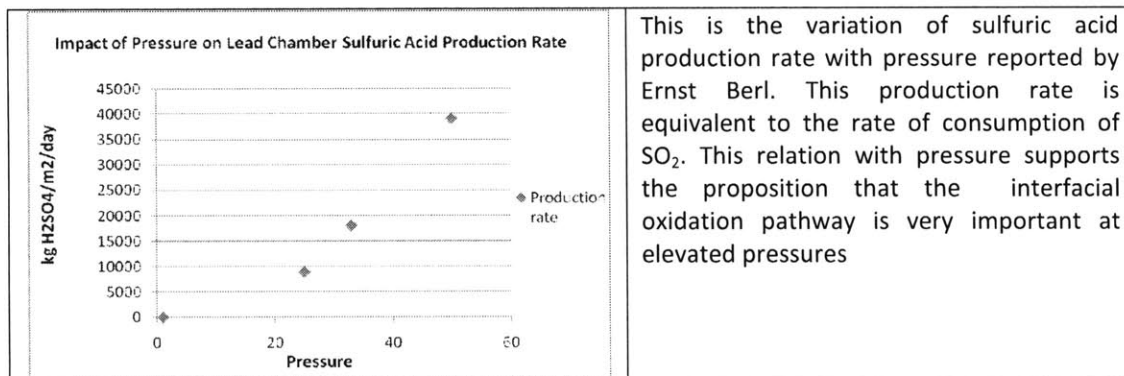 Impact of Pressure on Lead Chamber Sulfuric Acid Production Rate
kg H2SO4/m2/day
45000
40000
35000
30000
25000
20000
15000
10000
5000
0
0
20
40
60
Pressure
Production
rate
This is the variation of sulfuric acid
production rate with pressure reported by
Ernst Berl. This production rate is
equivalent to the rate of consumption of
SO₂. This relation with pressure supports
the proposition that the interfacial
oxidation pathway is very important at
elevated pressures